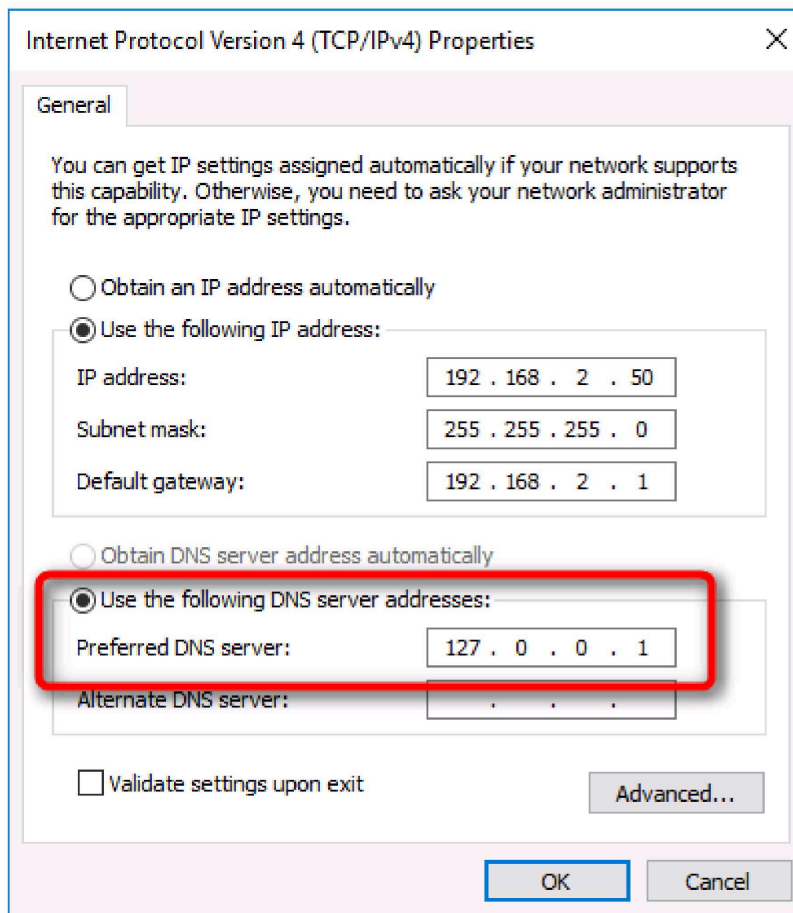 Internet Protocol Version 4 (TCP/IPv4) Properties
General
You can get IP settings assigned automatically if your network supports
this capability. Otherwise, you need to ask your network administrator
for the appropriate IP settings.
Obtain an IP address automatically
Use the following IP address:
IP address: 192 . 168 . 2 . 50
Subnet mask: 255 . 255 . 255 . 0
Default gateway: 192 . 168 . 2 . 1
Obtain DNS server address automatically
Use the following DNS server addresses:
Preferred DNS server: 127 . 0 . 0 . 1
Alternate DNS server: . . .
Validate settings upon exit
Advanced...
OK Cancel